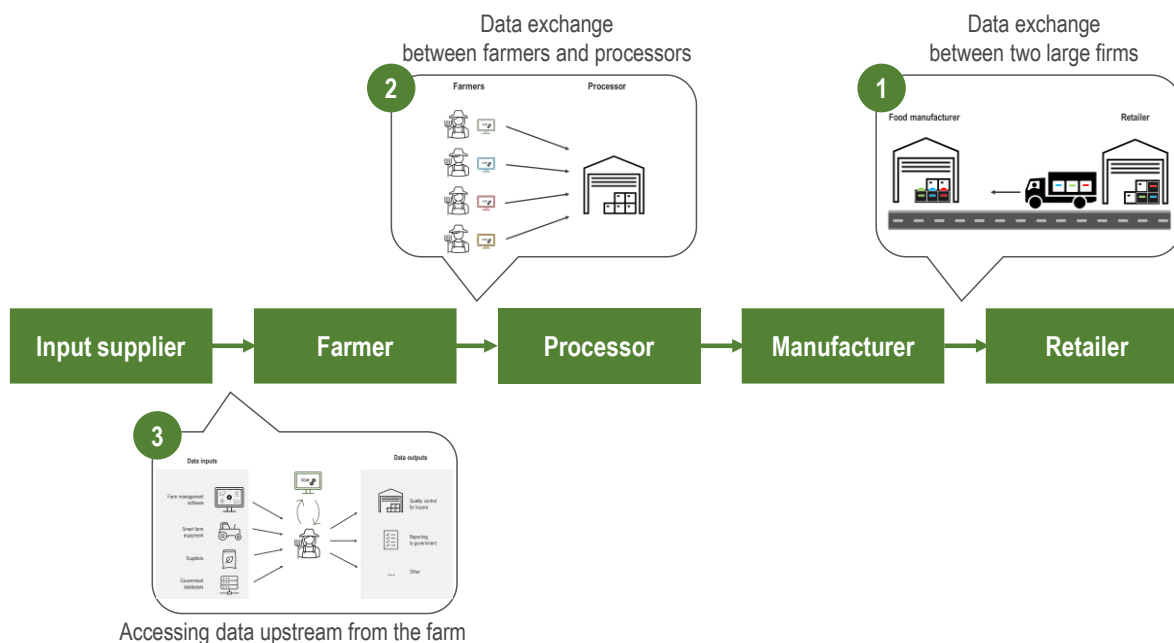 Data exchange
between farmers and processors
Data exchange
between two large firms
2
Farmers
Processor
1
Food manufacturer
Retailer
Input supplier
Farmer
Processor
Manufacturer
Retailer
3
Data inputs
Data outputs
Farm management
software
Smart farm
equipment
Suppliers
Government
databases
Quality control
for buyers
Reporting
to government
...
Other
Accessing data upstream from the farm